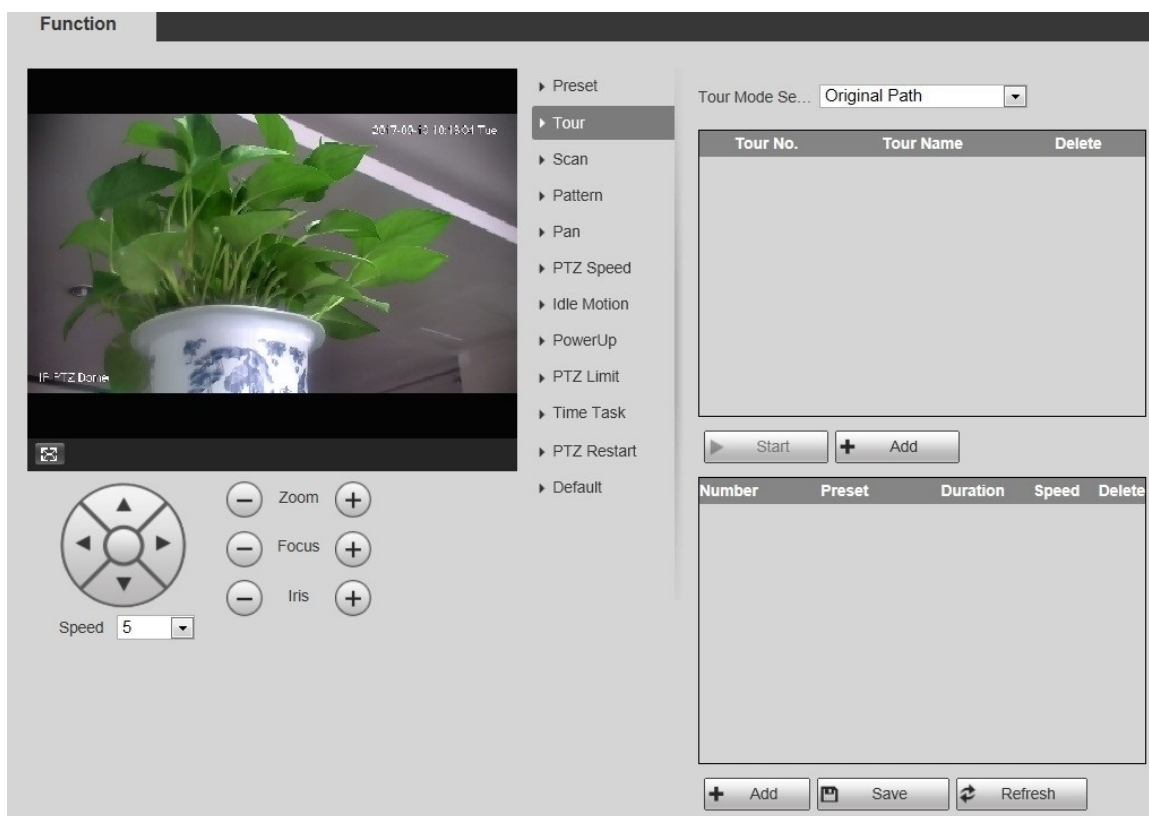 Function
Tue
IP PTZ Dome
Zoom
Focus
Iris
Speed 5
Preset
Tour
Scan
Pattern
Pan
PTZ Speed
Idle Motion
PowerUp
PTZ Limit
Time Task
PTZ Restart
Default
Tour Mode Se... Original Path
Tour No. Tour Name Delete
Start Add
Number Preset Duration Speed Delete
Add Save Refresh